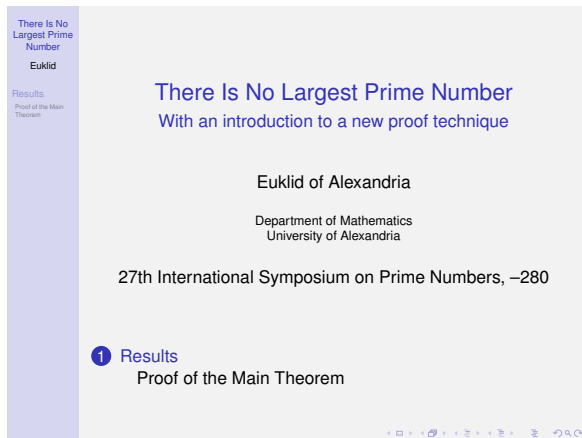 There Is No
Largest Prime
Number
Euklid
Results
Proof of the Main
Theorem
There Is No Largest Prime Number
With an introduction to a new proof technique
Euklid of Alexandria
Department of Mathematics
University of Alexandria
27th International Symposium on Prime Numbers, –280
1 Results
Proof of the Main Theorem